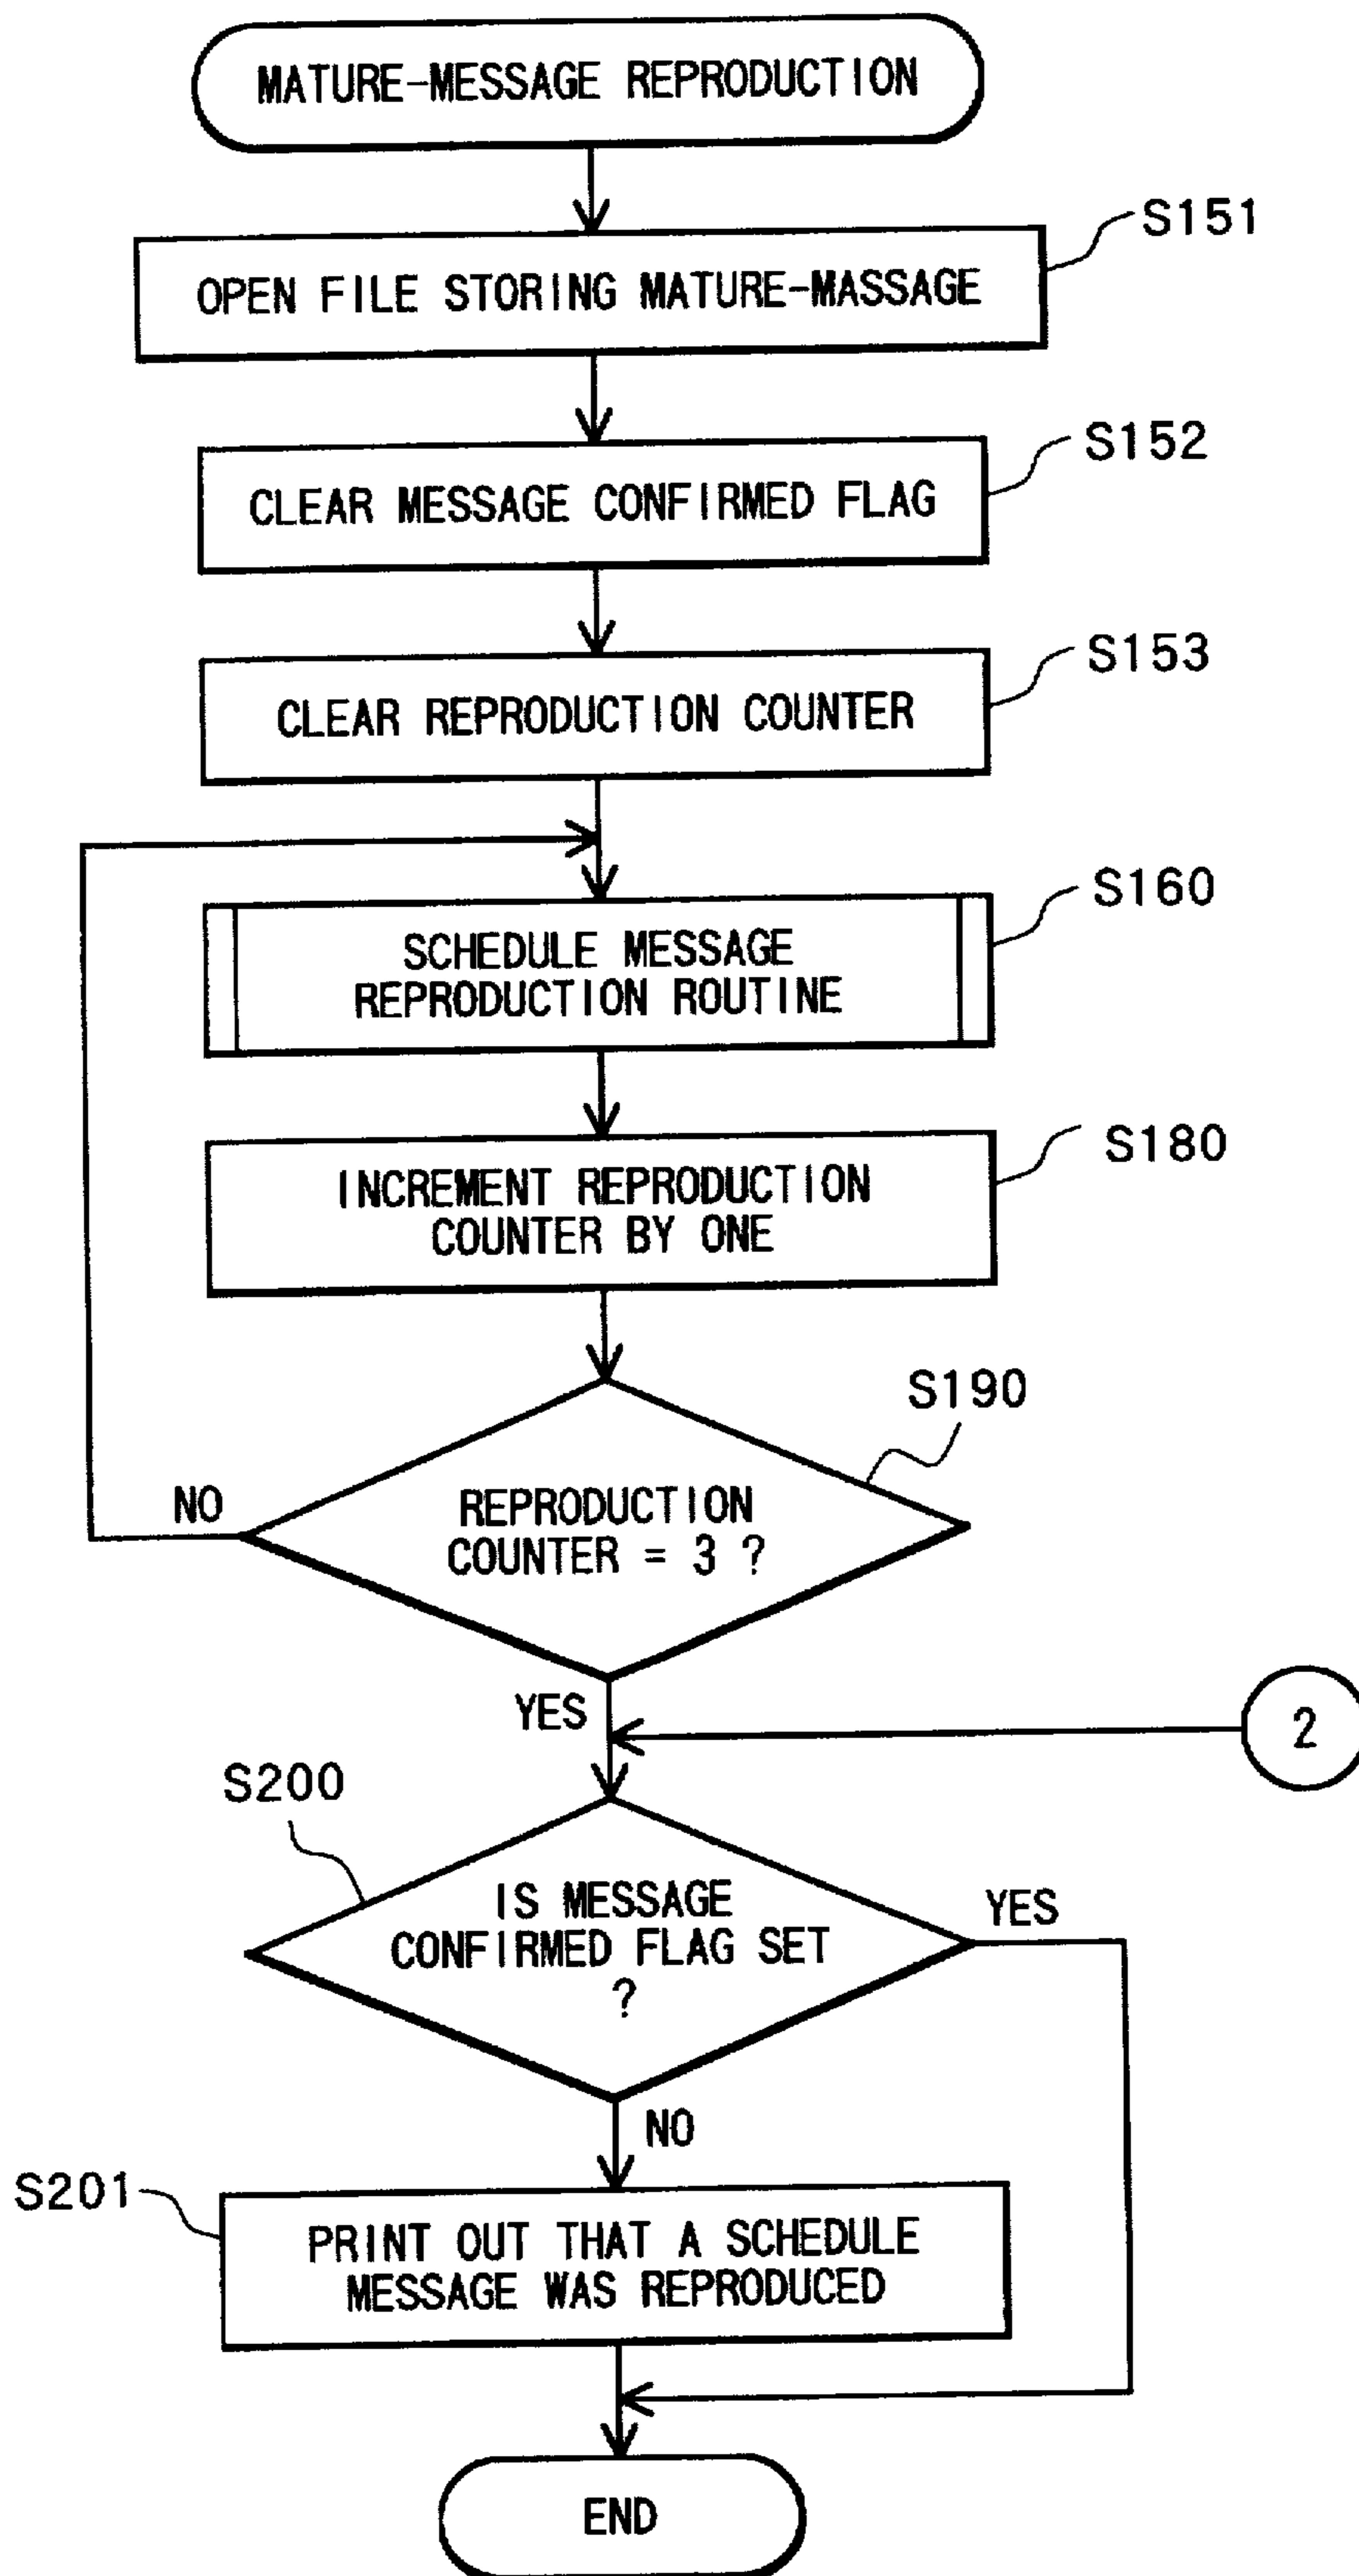 MATURE-MESSAGE REPRODUCTION
S151
OPEN FILE STORING MATURE-MASSAGE
S152
CLEAR MESSAGE CONFIRMED FLAG
S153
CLEAR REPRODUCTION COUNTER
S160
SCHEDULE MESSAGE
REPRODUCTION ROUTINE
S180
INCREMENT REPRODUCTION
COUNTER BY ONE
S190
NO
REPRODUCTION
COUNTER = 3 ?
YES
2
S200
IS MESSAGE
CONFIRMED FLAG SET
?
YES
NO
S201
PRINT OUT THAT A SCHEDULE
MESSAGE WAS REPRODUCED
END